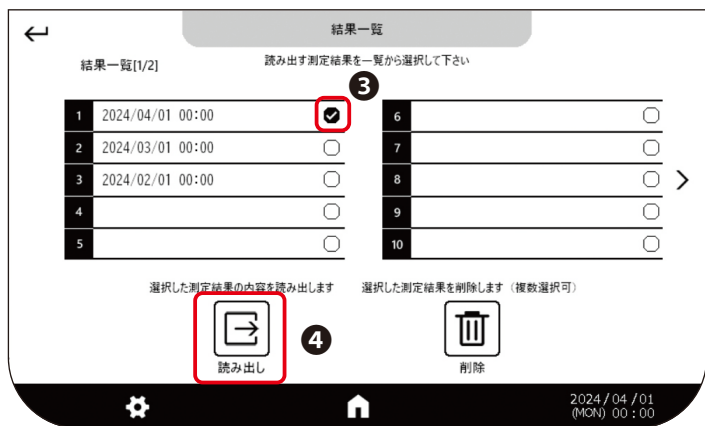 結果一覧
結果一覧[1/2]
読み出す測定結果を一覧から選択して下さい
❸
1 2024/04/01 00:00
2 2024/03/01 00:00
3 2024/02/01 00:00
4
5
6
7
8
9
10
選択した測定結果の内容を読み出します
選択した測定結果を削除します（複数選択可）
❹
読み出し
削除
2024/04/01
(MON) 00:00